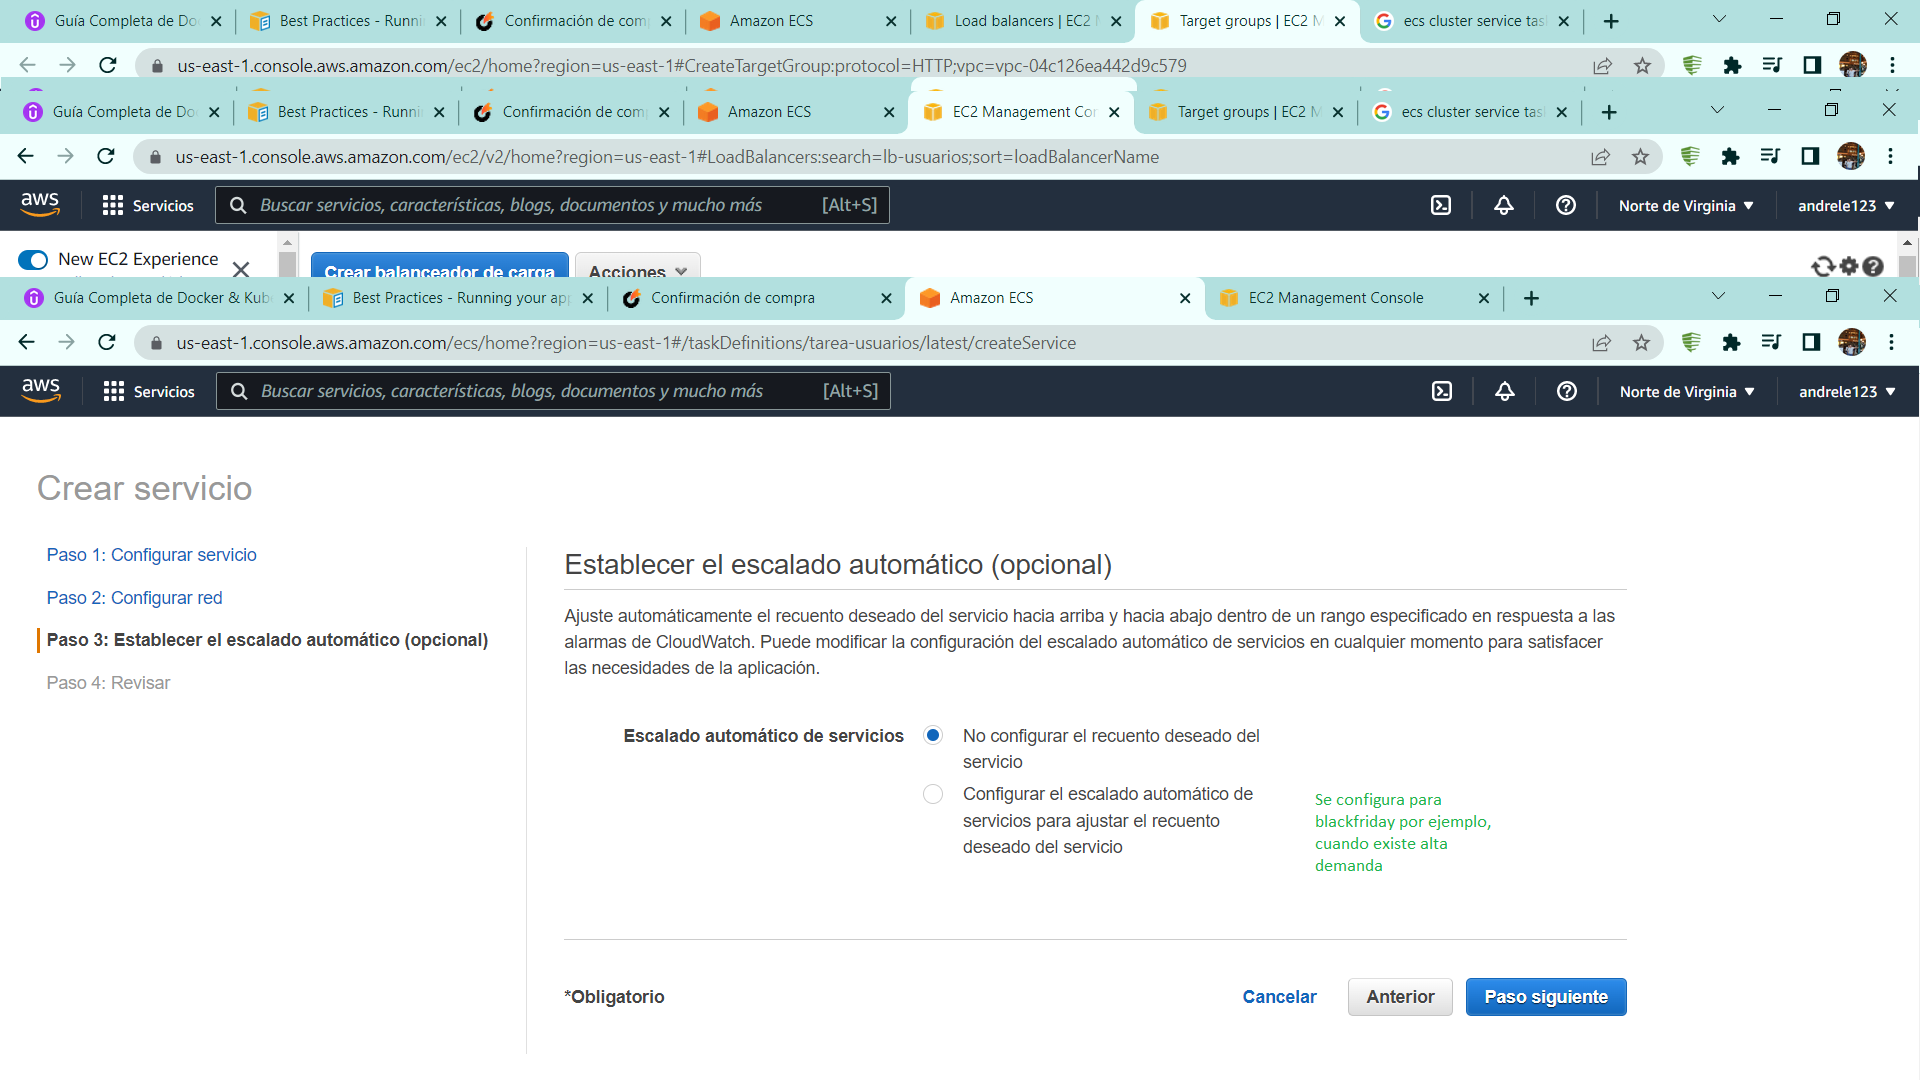 Guía Completa de Do
Best Practices - Runni
Confirmación de com
Amazon ECS
Load balancers | EC2
Target groups | EC2 M
ecs cluster service tas
us-east-1.console.aws.amazon.com/ec2/home?region=us-east-1#CreateTargetGroup:protocol=HTTP;vpc=vpc-04c126ea442d9c579
Guía Completa de Do
Best Practices - Runni
Confirmación de com
Amazon ECS
EC2 Management Con
Target groups | EC2 M
ecs cluster service tas
us-east-1.console.aws.amazon.com/ec2/v2/home?region=us-east-1#LoadBalancers:search=lb-usuarios;sort=loadBalancerName
aws
Servicios
Buscar servicios, características, blogs, documentos y mucho más [Alt+S]
Norte de Virginia
andrele123
New EC2 Experience
Crear balanceador de carga
Acciones
Guía Completa de Docker & Kube
Best Practices - Running your app
Confirmación de compra
Amazon ECS
EC2 Management Console
us-east-1.console.aws.amazon.com/ecs/home?region=us-east-1#/taskDefinitions/tarea-usuarios/latest/createService
aws
Servicios
Buscar servicios, características, blogs, documentos y mucho más [Alt+S]
Norte de Virginia
andrele123
Crear servicio
Paso 1: Configurar servicio
Paso 2: Configurar red
Paso 3: Establecer el escalado automático (opcional)
Paso 4: Revisar
Establecer el escalado automático (opcional)
Ajuste automáticamente el recuento deseado del servicio hacia arriba y hacia abajo dentro de un rango especificado en respuesta a las
alarmas de CloudWatch. Puede modificar la configuración del escalado automático de servicios en cualquier momento para satisfacer
las necesidades de la aplicación.
Escalado automático de servicios
No configurar el recuento deseado del
servicio
Configurar el escalado automático de
servicios para ajustar el recuento
deseado del servicio
Se configura para
blackfriday por ejemplo,
cuando existe alta
demanda
*Obligatorio
Cancelar
Anterior
Paso siguiente